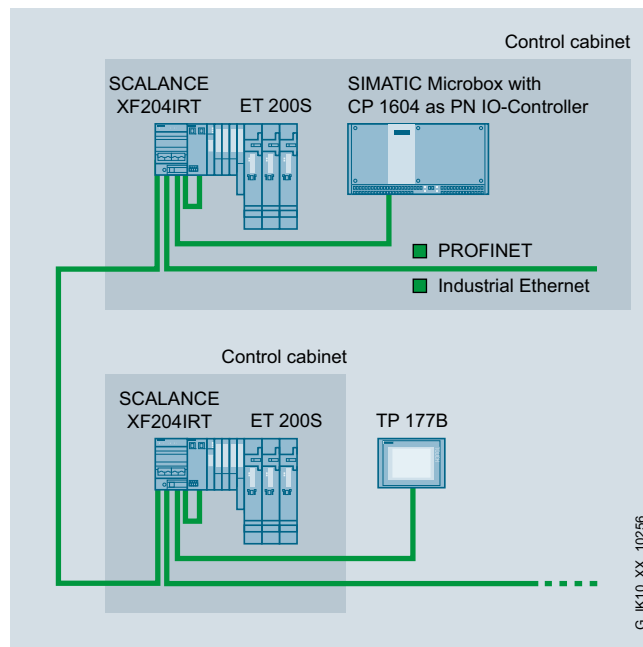 Control cabinet
SCALANCE
XF204IRT
ET 200S
SIMATIC Microbox with
CP 1604 as PN IO-Controller
PROFINET
Industrial Ethernet
Control cabinet
SCALANCE
XF204IRT
ET 200S
TP 177B
G_IK10_XX_10256